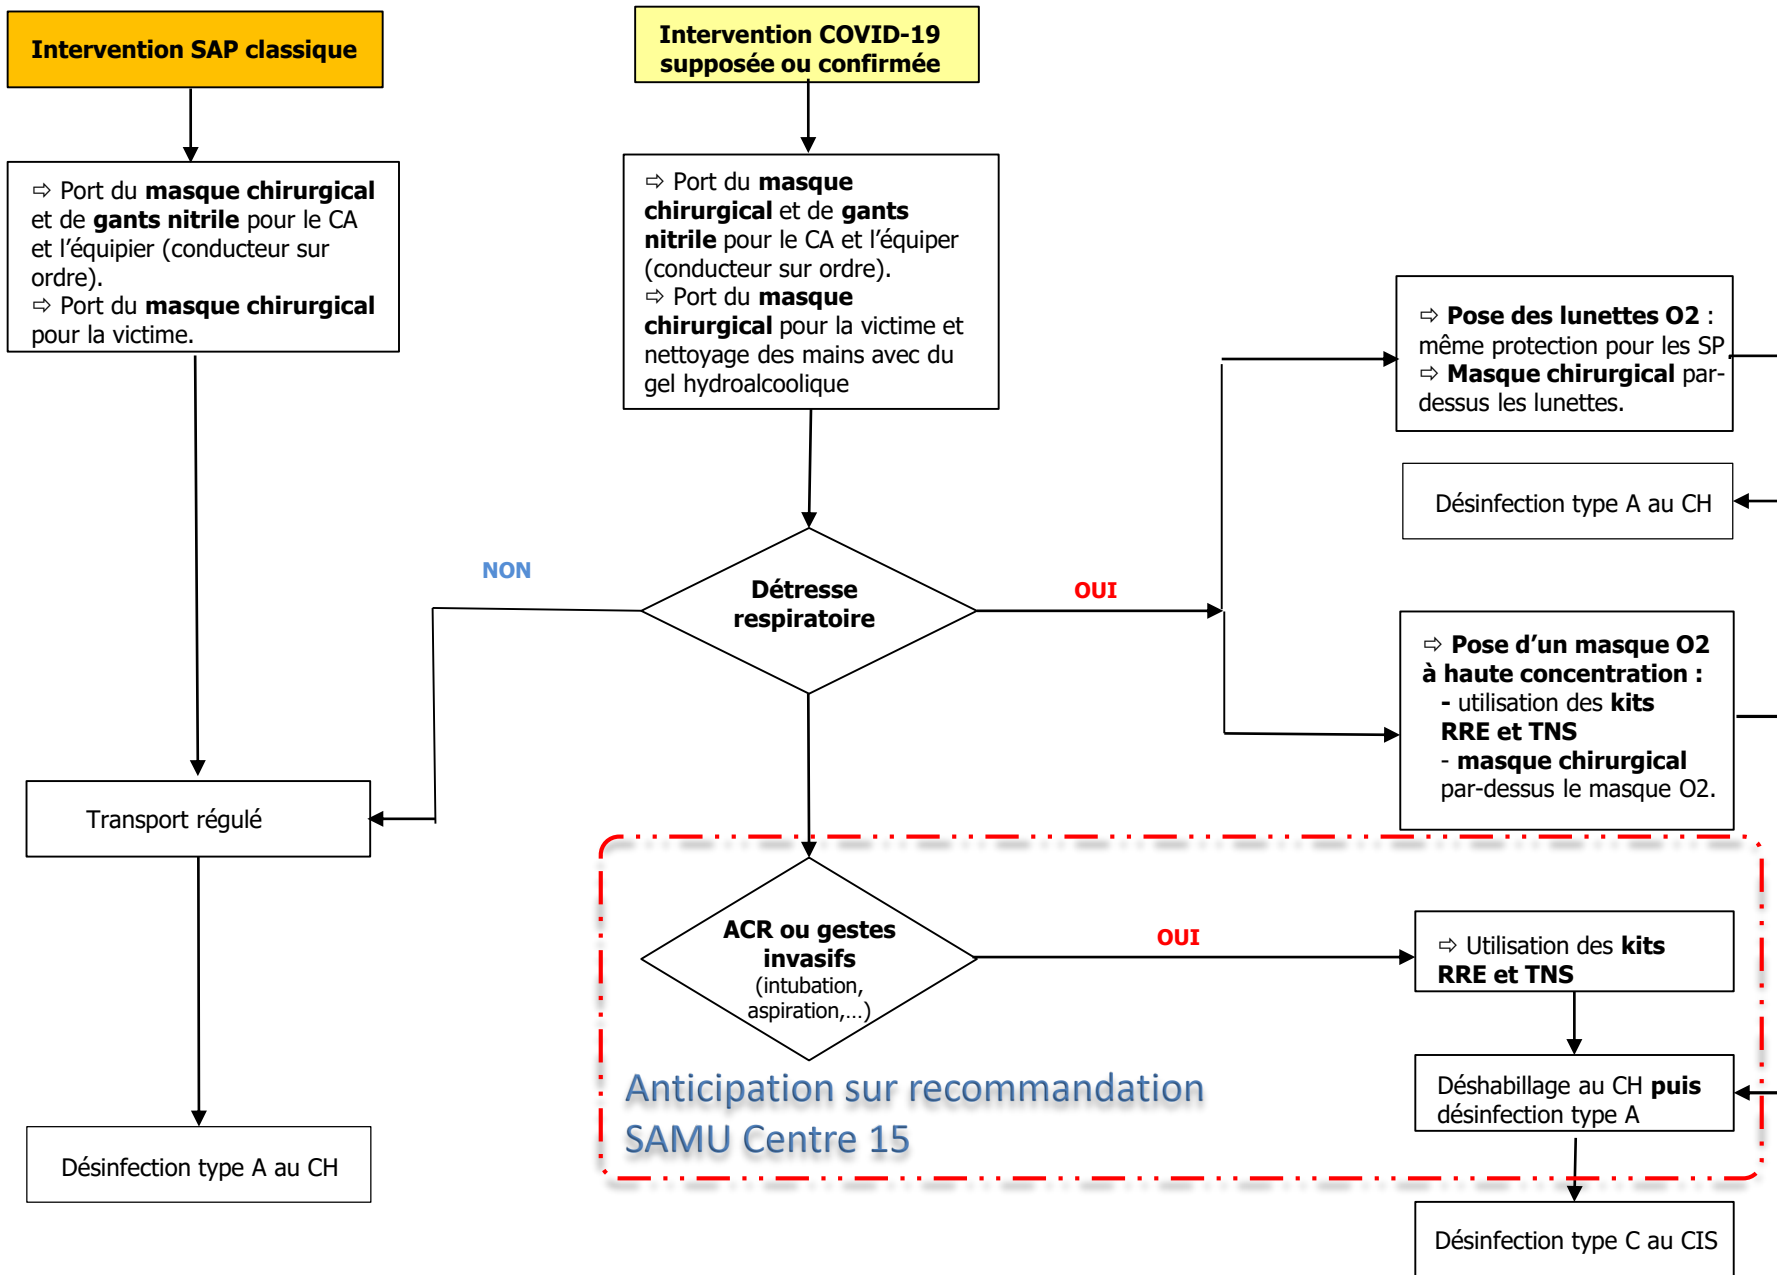 Intervention SAP classique
Intervention COVID-19
supposée ou confirmée
⇨ Port du masque chirurgical
et de gants nitrile pour le CA
et l’équipier (conducteur sur
ordre).
⇨ Port du masque chirurgical
pour la victime.
⇨ Port du masque
chirurgical et de gants
nitrile pour le CA et l’équiper
(conducteur sur ordre).
⇨ Port du masque
chirurgical pour la victime et
nettoyage des mains avec du
gel hydroalcoolique
⇨ Pose des lunettes O2 :
même protection pour les SP
⇨ Masque chirurgical par-
dessus les lunettes.
Désinfection type A au CH
NON
Détresse
respiratoire
OUI
⇨ Pose d’un masque O2
à haute concentration :
- utilisation des kits
RRE et TNS
- masque chirurgical
par-dessus le masque O2.
Transport régulé
ACR ou gestes
invasifs
(intubation,
aspiration,...)
OUI
⇨ Utilisation des kits
RRE et TNS
Anticipation sur recommandation
SAMU Centre 15
Déshabillage au CH puis
désinfection type A
Désinfection type A au CH
Désinfection type C au CIS